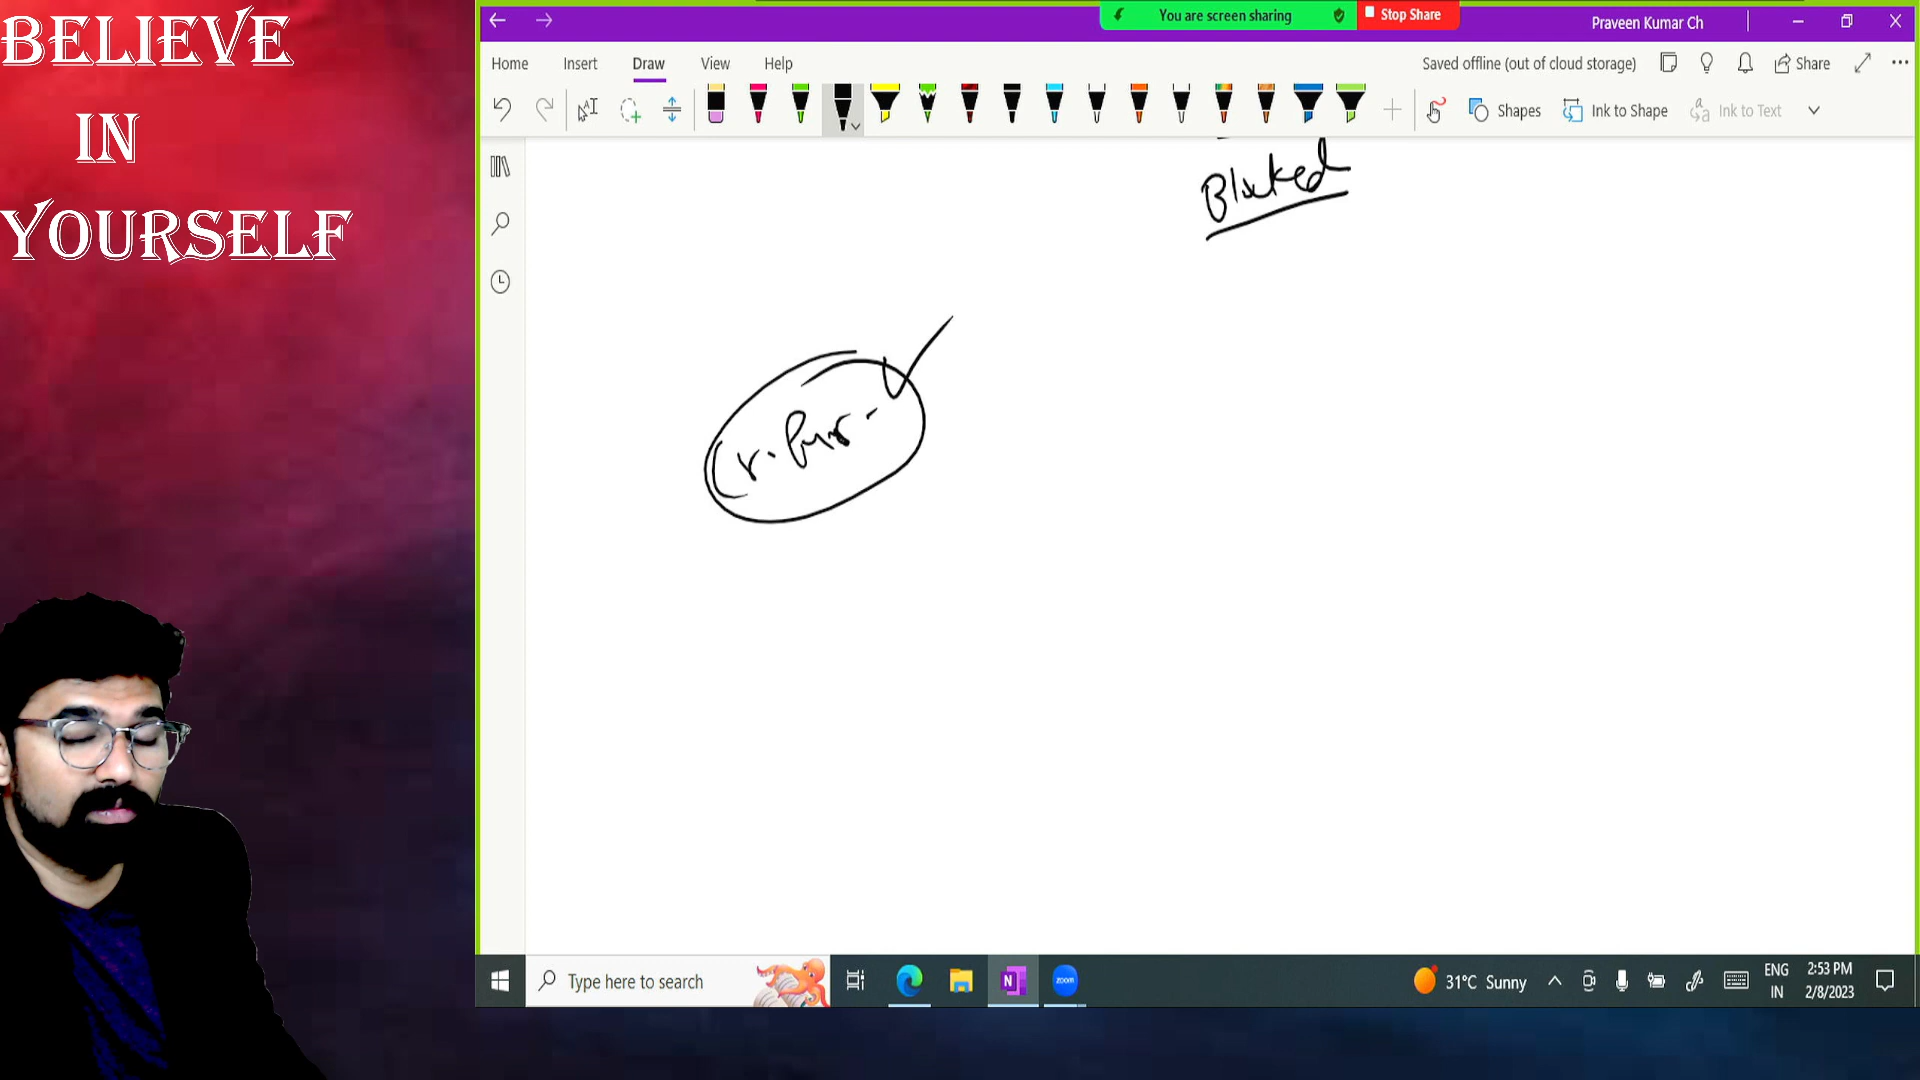 BELIEVE
IN
YOURSELF
You are screen sharing
Stop Share
Praveen Kumar Ch
Home Insert Draw View Help
Saved offline (out of cloud storage)
Share
Shapes
Ink to Shape
Ink to Text
Blocked
Type here to search
zoom
31°C Sunny
ENG
IN
2:53 PM
2/8/2023